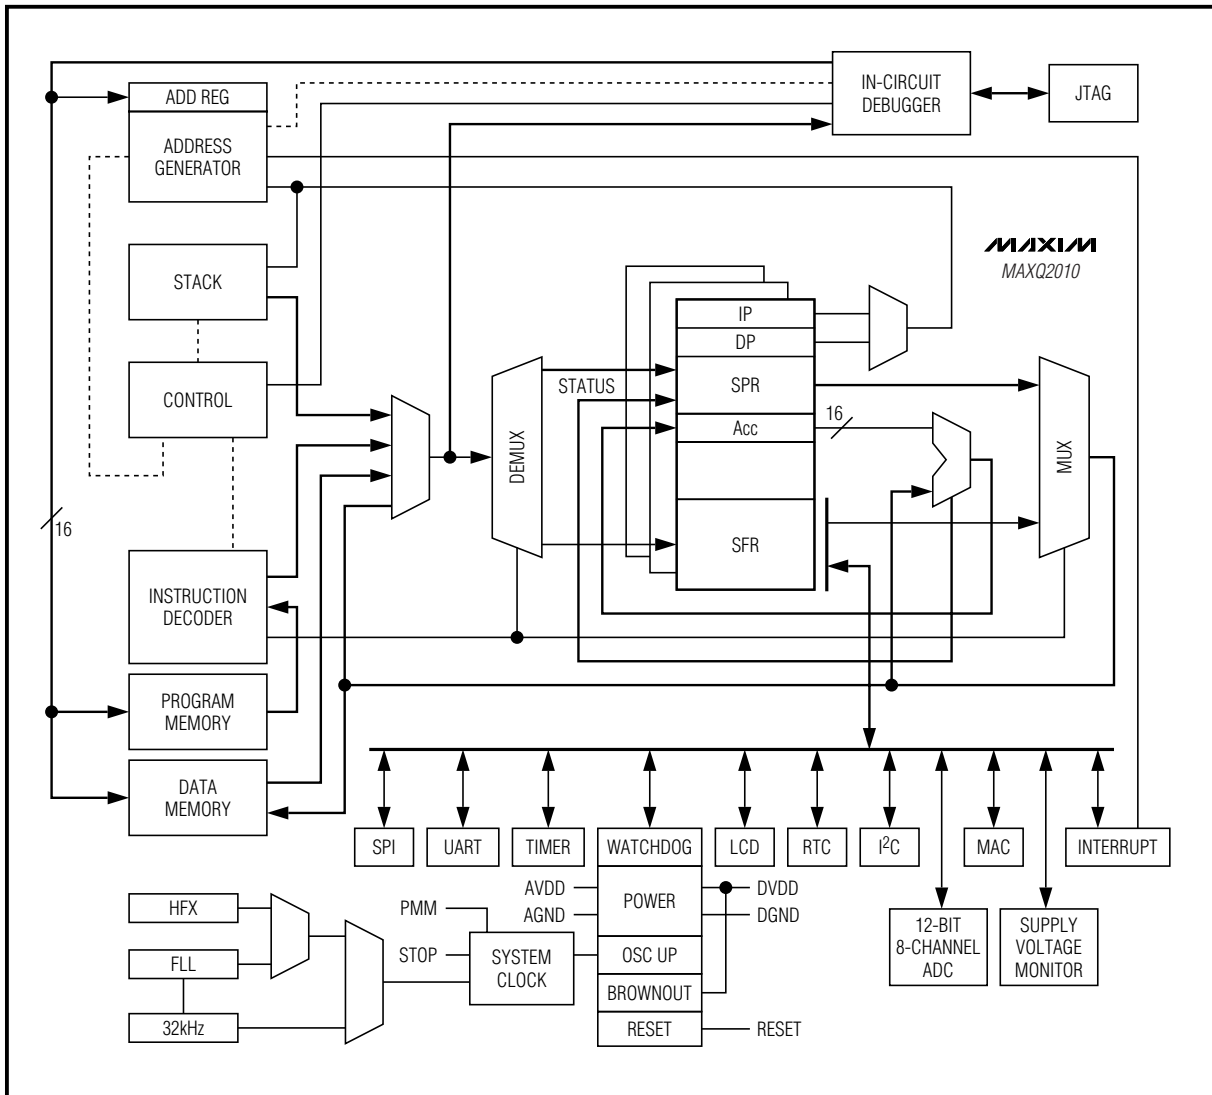 IN-CIRCUIT
DEBUGGER
JTAG
ADD REG
ADDRESS
GENERATOR
MAXIM
MAXQ2010
STACK
IP
DP
STATUS
SPR
CONTROL
Acc
16
DEMUX
MUX
16
SFR
INSTRUCTION
DECODER
PROGRAM
MEMORY
DATA
MEMORY
SPI
UART
TIMER
WATCHDOG
LCD
RTC
I²C
MAC
INTERRUPT
AVDD
AGND
POWER
DVDD
DGND
HFX
PMM
FLL
STOP
SYSTEM
CLOCK
OSC UP
BROWNOUT
12-BIT
8-CHANNEL
ADC
SUPPLY
VOLTAGE
MONITOR
32kHz
RESET
RESET